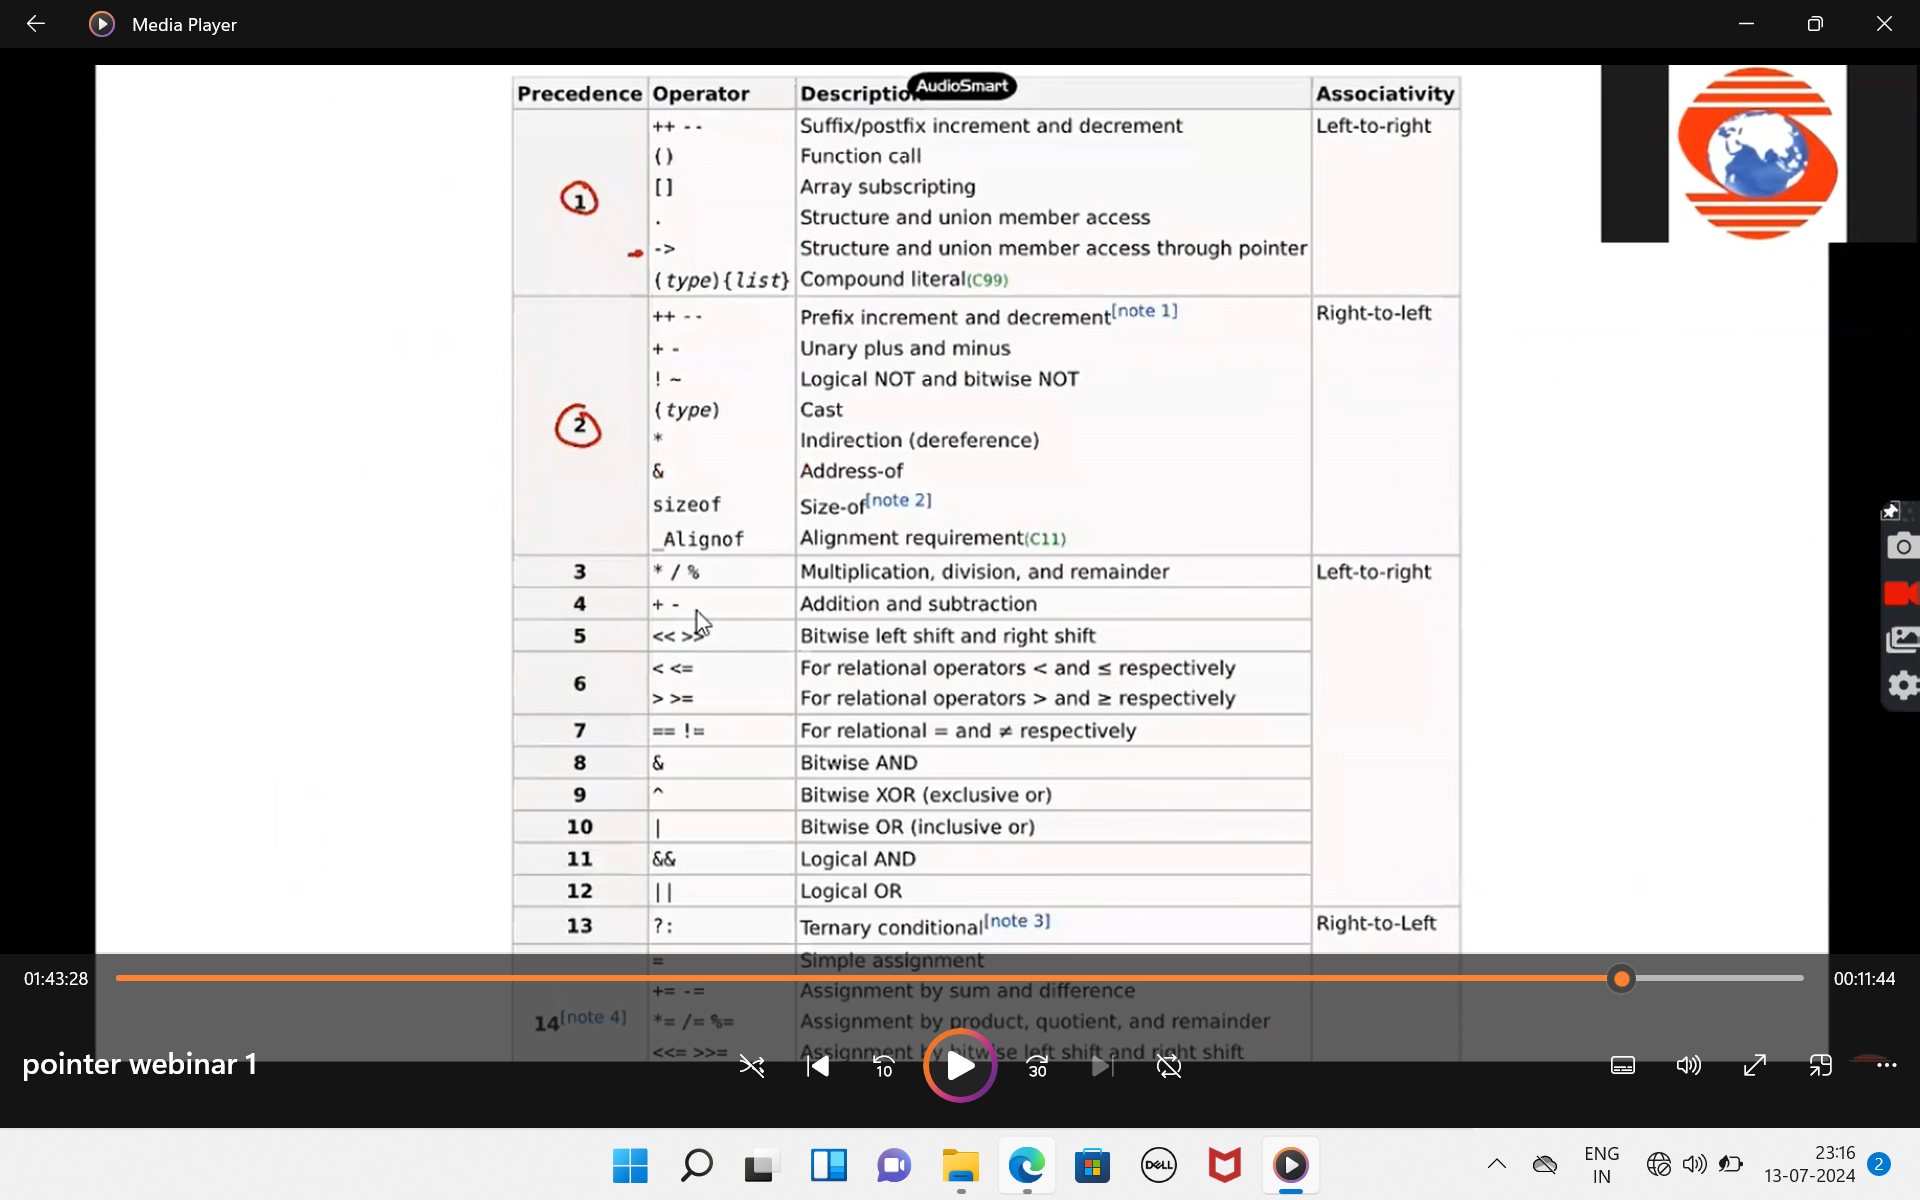 Media Player
AudioSmart
Precedence Operator Description Associativity
1
++ -- Suffix/postfix increment and decrement Left-to-right
() Function call
[] Array subscripting
. Structure and union member access
-> Structure and union member access through pointer
(type){list} Compound literal(C99)
2
++ -- Prefix increment and decrement[note 1] Right-to-left
+ - Unary plus and minus
! ~ Logical NOT and bitwise NOT
(type) Cast
* Indirection (dereference)
& Address-of
sizeof Size-of[note 2]
_Alignof Alignment requirement(C11)
3 * / % Multiplication, division, and remainder Left-to-right
4 + - Addition and subtraction
5 << >> Bitwise left shift and right shift
6
< <= For relational operators < and ≤ respectively
> >= For relational operators > and ≥ respectively
7 == != For relational = and ≠ respectively
8 & Bitwise AND
9 ^ Bitwise XOR (exclusive or)
10 | Bitwise OR (inclusive or)
11 && Logical AND
12 || Logical OR
13 ?: Ternary conditional[note 3] Right-to-Left
14[note 4]
= Simple assignment
+= -= Assignment by sum and difference
*= /= %= Assignment by product, quotient, and remainder
<<= >>= Assignment by bitwise left shift and right shift
01:43:28 00:11:44
pointer webinar 1
10 30
DELL
ENG
IN
23:16
13-07-2024
2